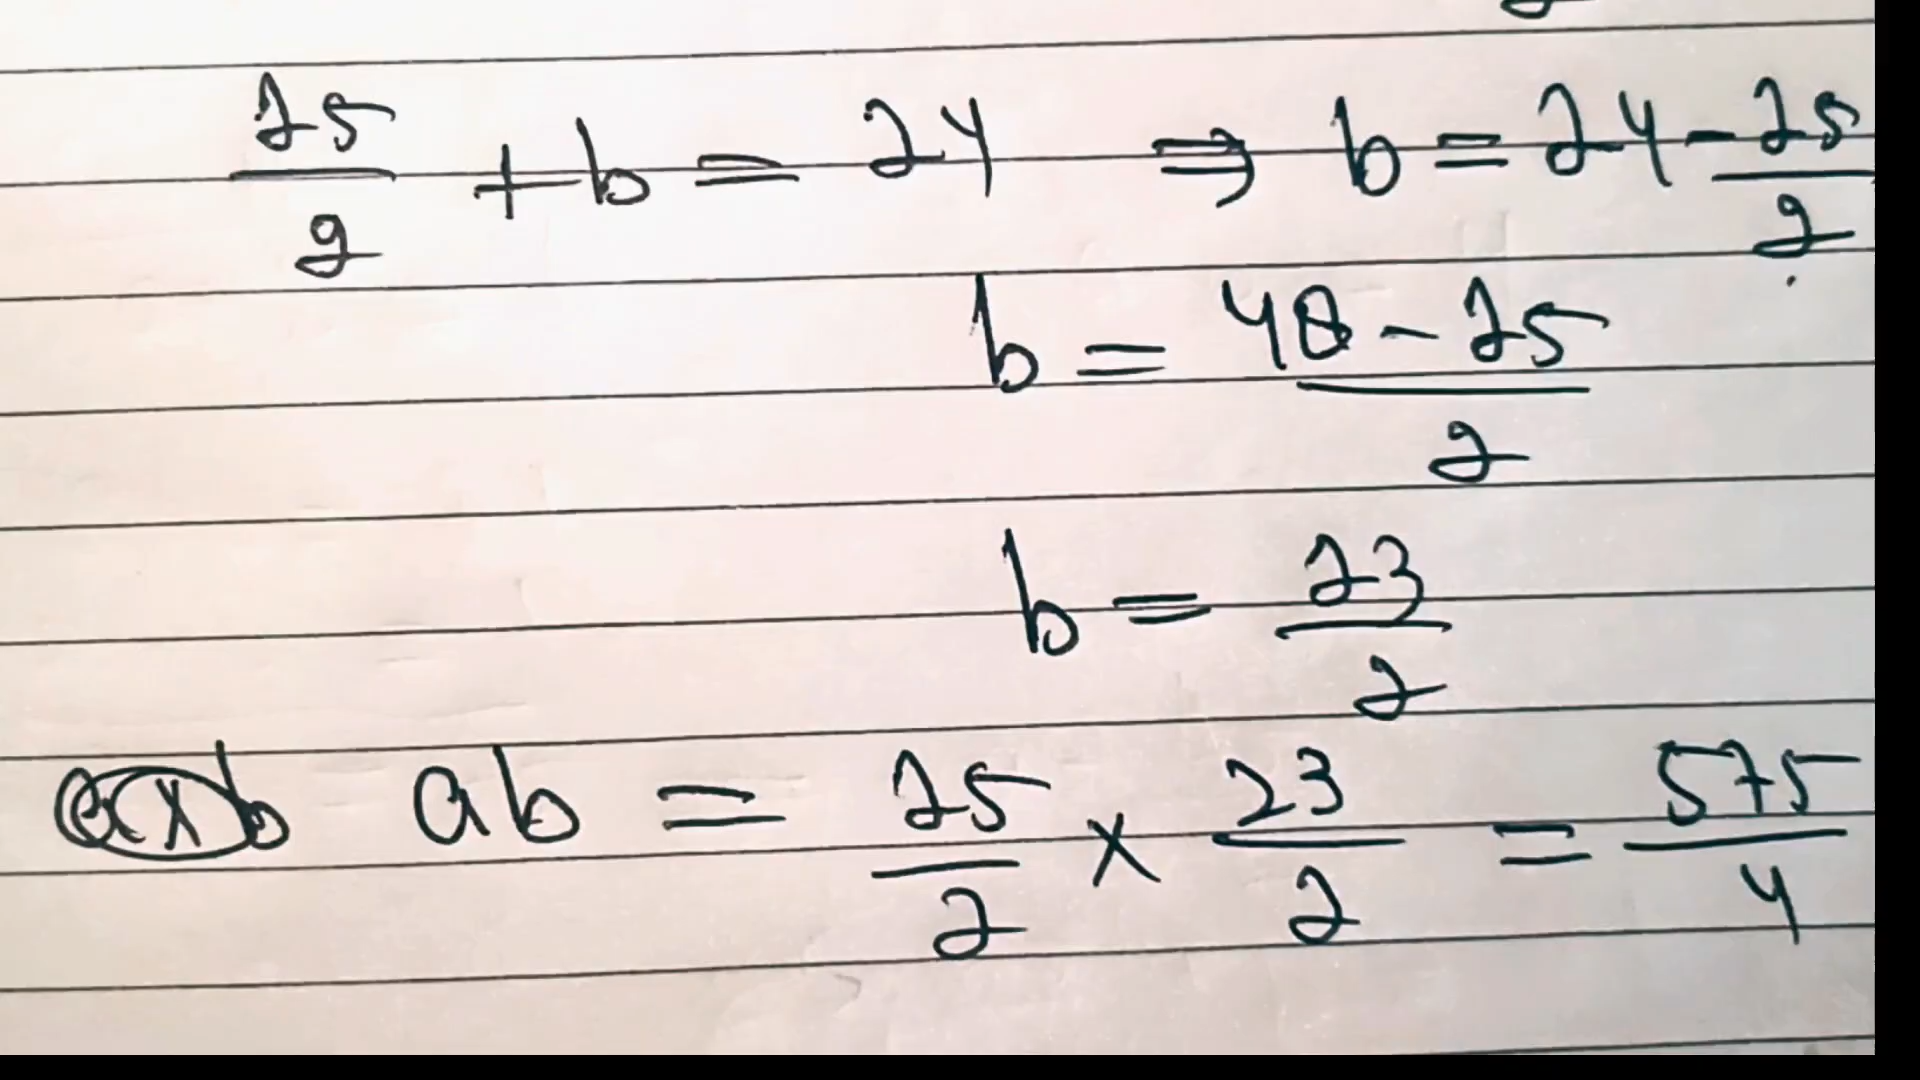 25/2 + b = 24 ⇒ b = 24 - 25/2
b = 48 - 25/2
b = 23/2
a×b ab = 25/2 × 23/2 = 575/4